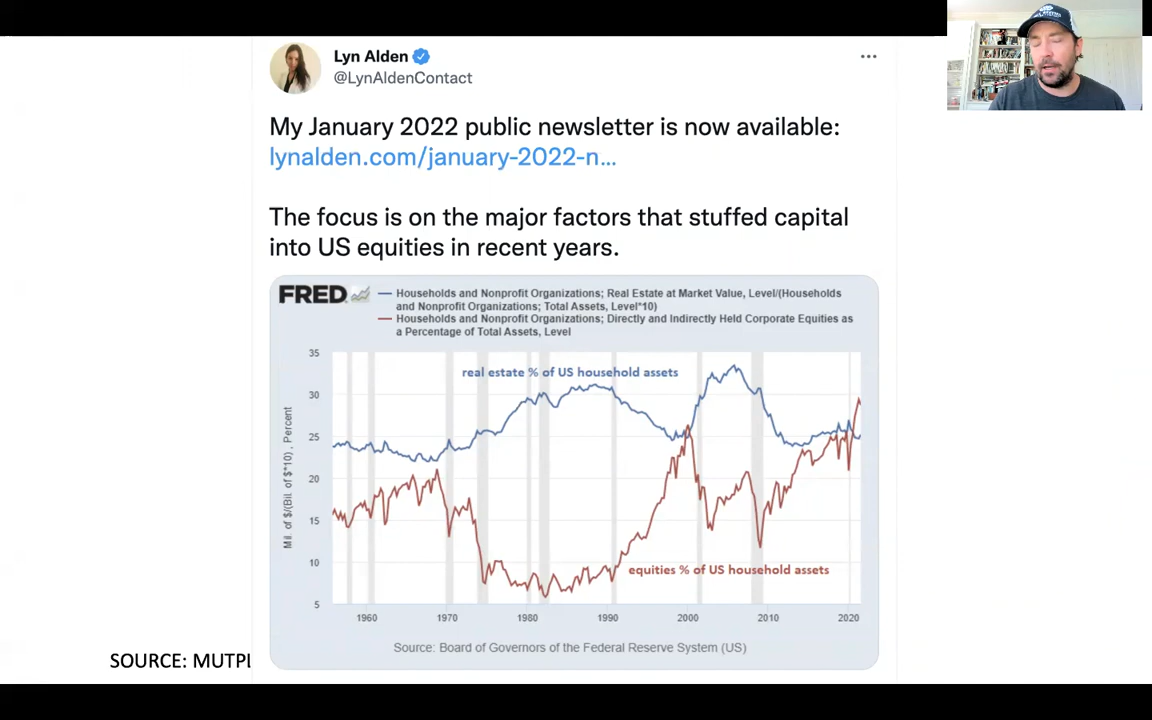 Lyn Alden
@LynAldenContact
My January 2022 public newsletter is now available:
lynalden.com/january-2022-n...
The focus is on the major factors that stuffed capital
into US equities in recent years.
FRED
Households and Nonprofit Organizations; Real Estate at Market Value, Level/(Households
and Nonprofit Organizations; Total Assets, Level*10)
Households and Nonprofit Organizations; Directly and Indirectly Held Corporate Equities as
a Percentage of Total Assets, Level
real estate % of US household assets
equities % of US household assets
Mil. of $/(Bil. of $*10), Percent
35
30
25
20
15
10
5
1960 1970 1980 1990 2000 2010 2020
Source: Board of Governors of the Federal Reserve System (US)
SOURCE: MUTPL